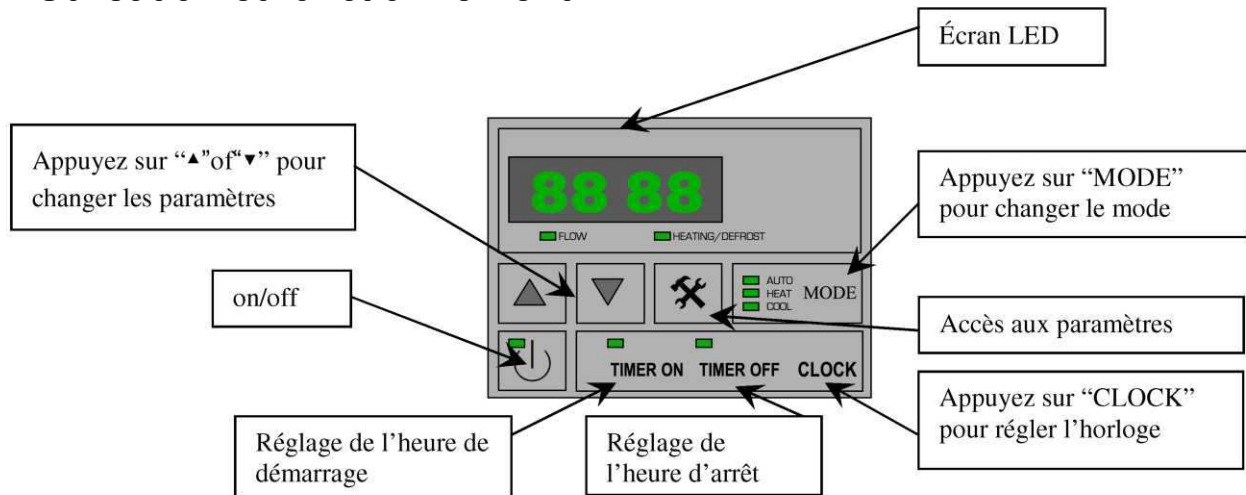 Écran LED
Appuyez sur “▲”of“▼” pour
changer les paramètres
88 88
Appuyez sur “MODE”
pour changer le mode
FLOW
HEATING/DEFROST
on/off
AUTO
HEAT
COOL
MODE
Accès aux paramètres
TIMER ON
TIMER OFF
CLOCK
Appuyez sur “CLOCK”
pour régler l’horloge
Réglage de l’heure de
démarrage
Réglage de
l’heure d’arrêt